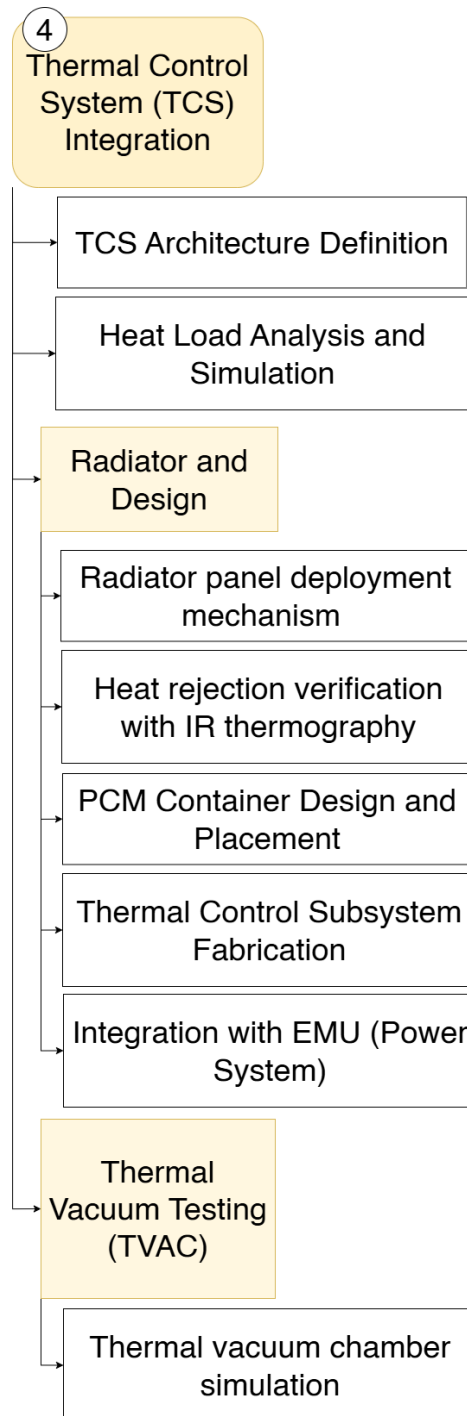 4
Thermal Control
System (TCS)
Integration
TCS Architecture Definition
Heat Load Analysis and
Simulation
Radiator and
Design
Radiator panel deployment
mechanism
Heat rejection verification
with IR thermography
PCM Container Design and
Placement
Thermal Control Subsystem
Fabrication
Integration with EMU (Power
System)
Thermal
Vacuum Testing
(TVAC)
Thermal vacuum chamber
simulation